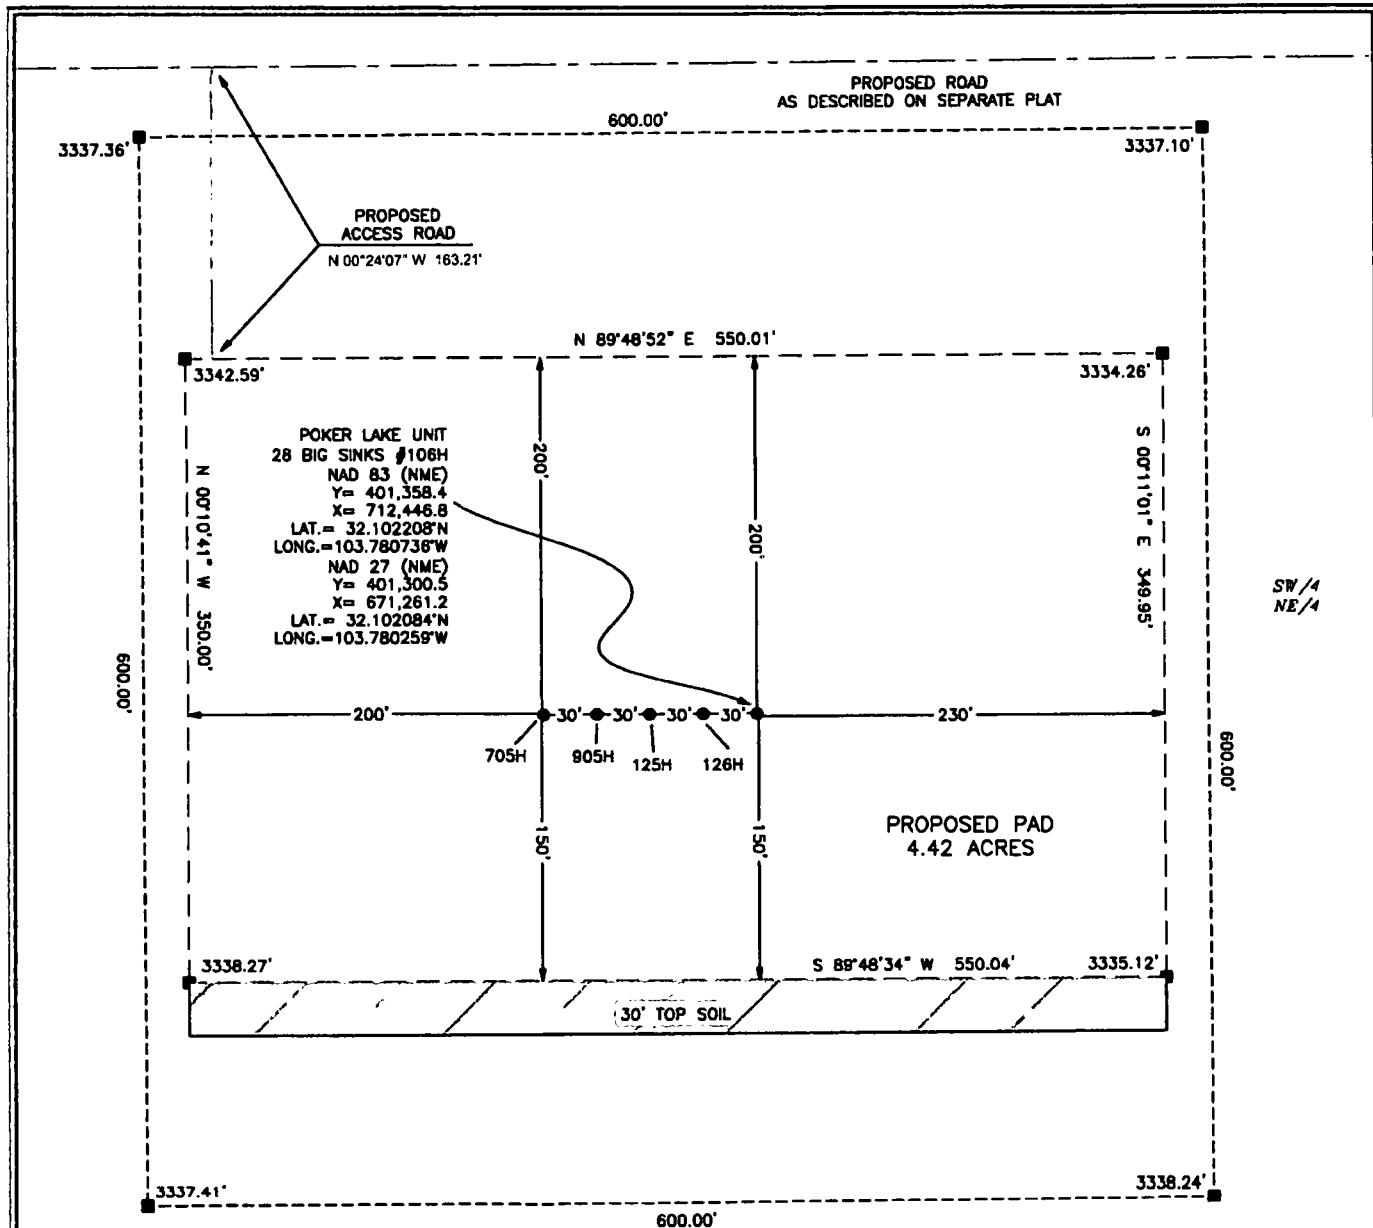 PROPOSED ROAD
AS DESCRIBED ON SEPARATE PLAT
600.00'
3337.36'
3337.10'
PROPOSED
ACCESS ROAD
N 00°24'07" W 163.21'
N 89°48'52" E 550.01'
3342.59'
3334.26'
POKER LAKE UNIT
28 BIG SINKS #106H
NAD 83 (NME)
Y= 401,358.4
X= 712,446.8
LAT.= 32.102208°N
LONG.=103.780736°W
NAD 27 (NME)
Y= 401,300.5
X= 671,261.2
LAT.= 32.102084°N
LONG.=103.780259°W
N 00°10'41" W 350.00'
200'
200'
S 00°11'01" E 349.95'
SW/4
NE/4
600.00'
200'
30'
30'
30'
30'
230'
705H
905H
125H
126H
600.00'
150'
150'
PROPOSED PAD
4.42 ACRES
3338.27'
S 89°48'34" W 550.04'
3335.12'
30' TOP SOIL
3337.41'
3338.24'
600.00'